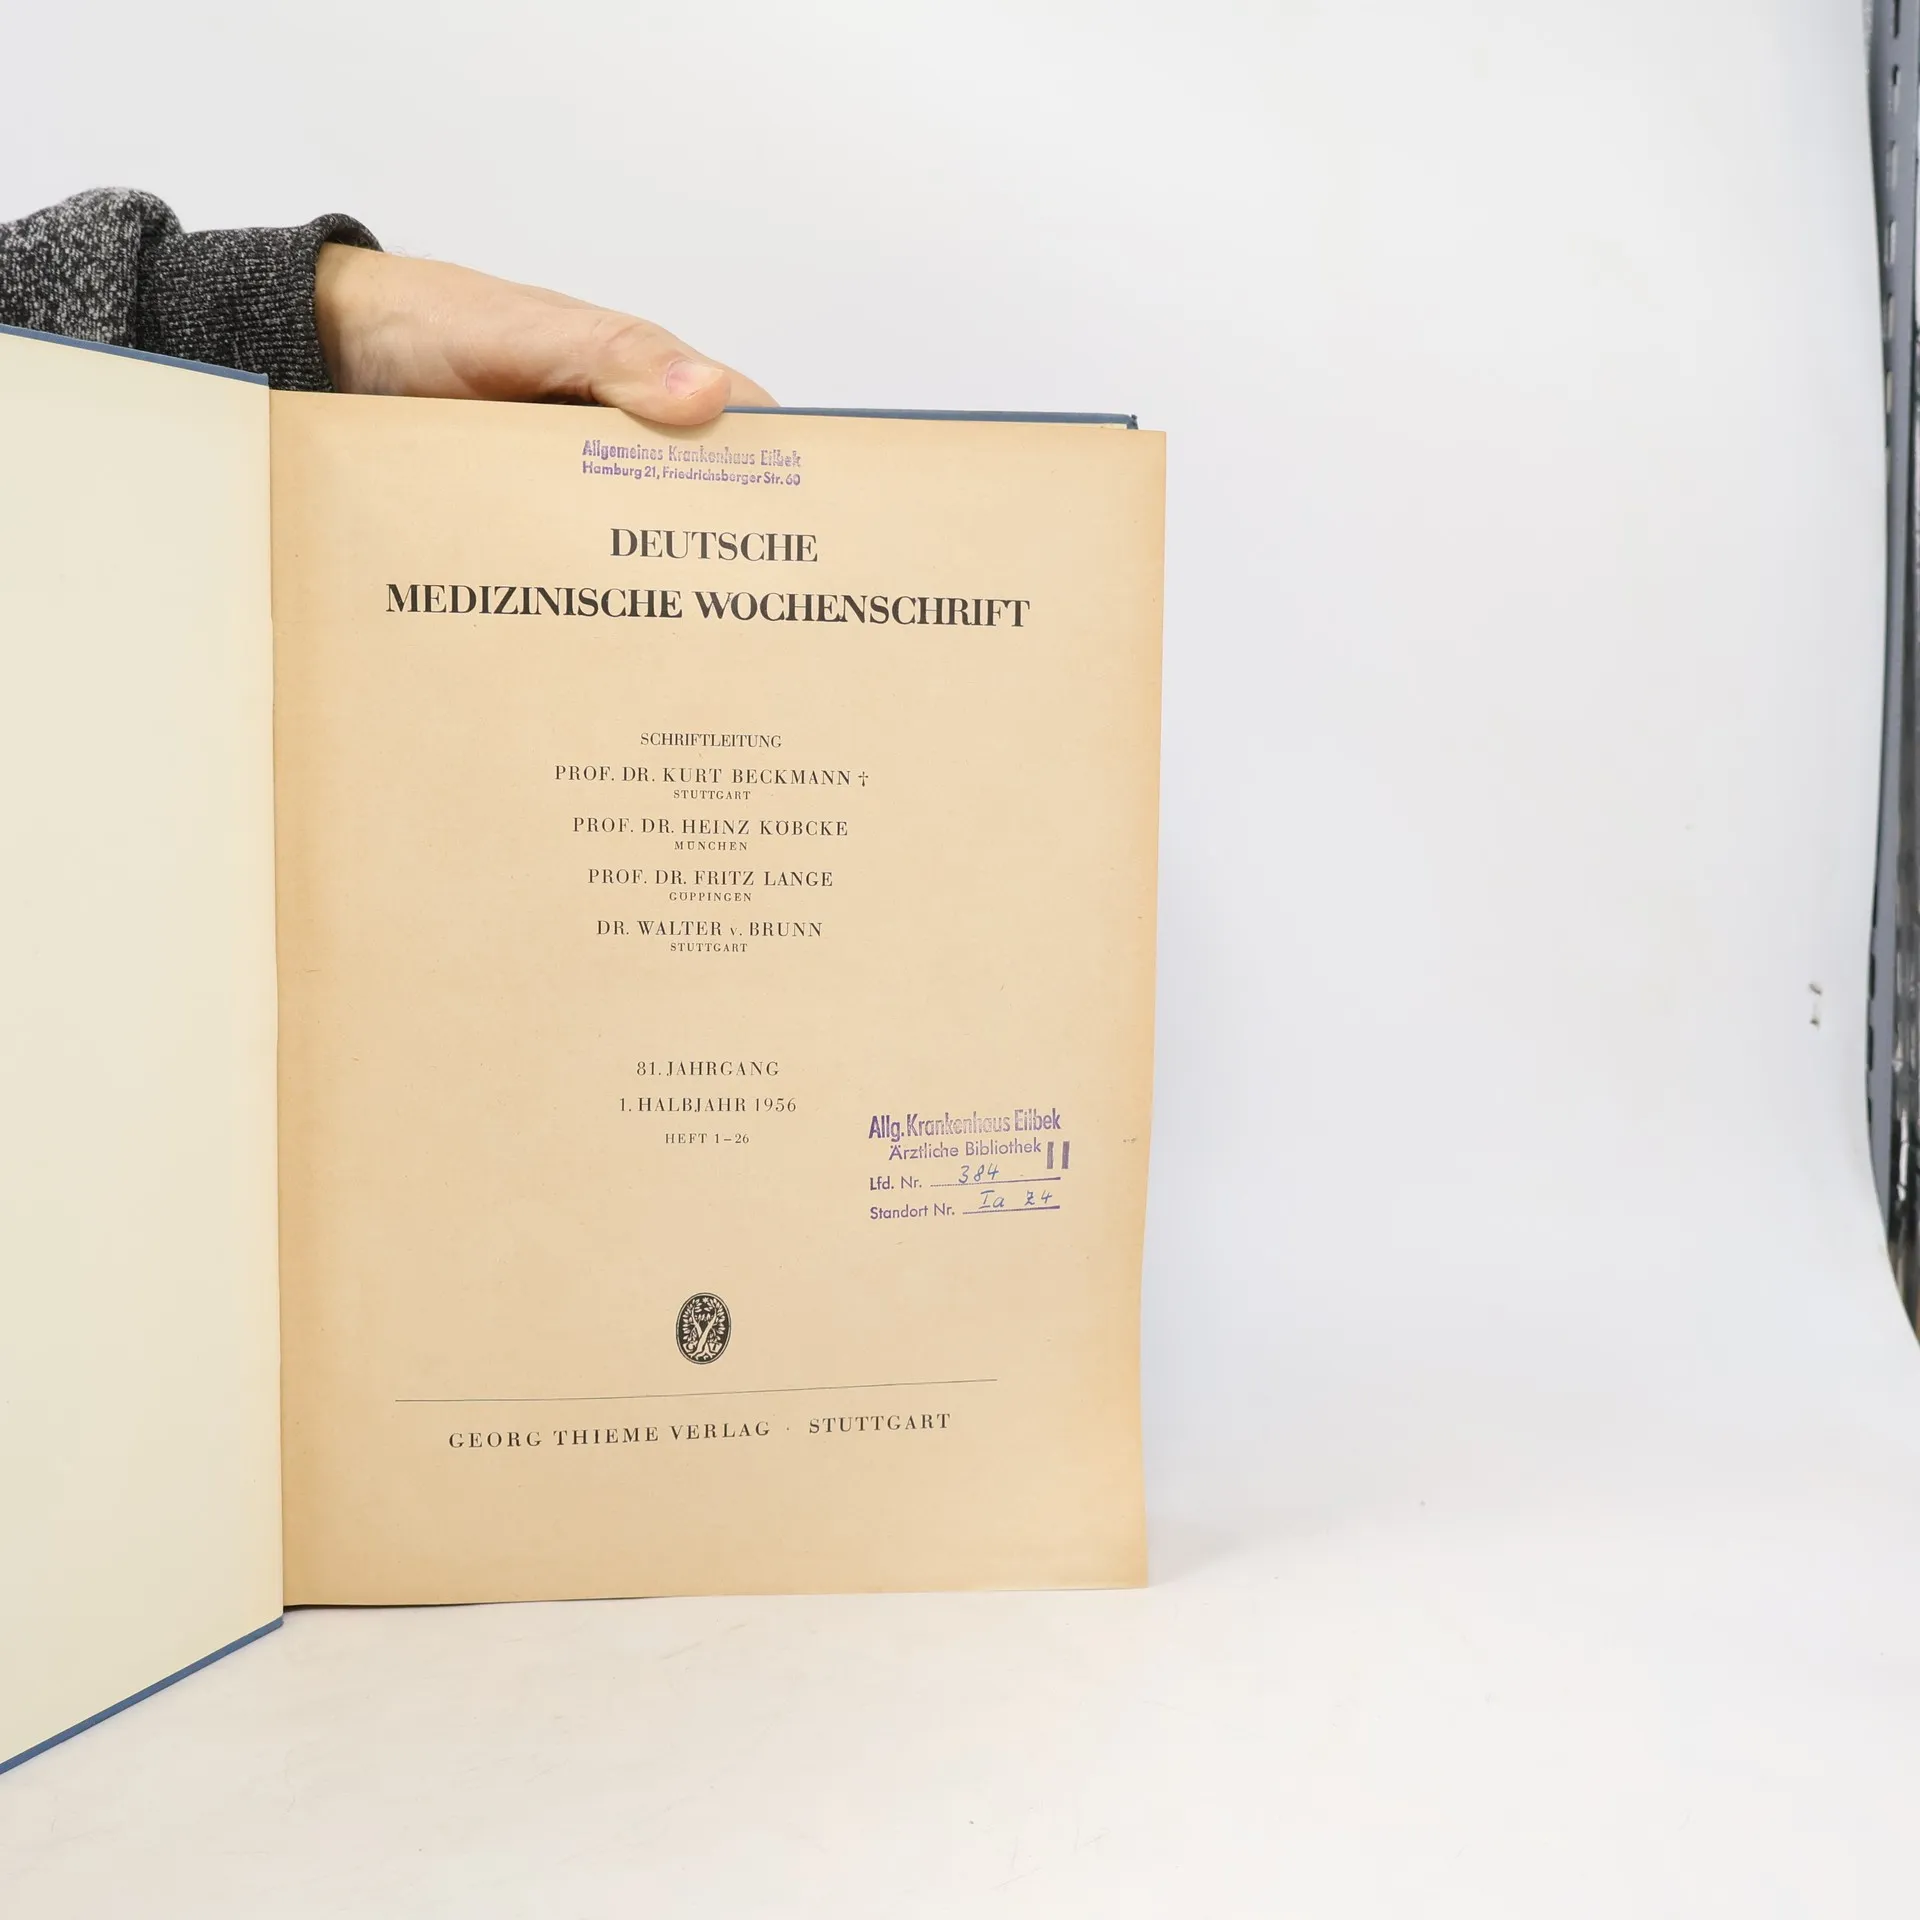 Allgemeines Krankenhaus Eilbek
Hamburg 21, Friedrichsberger Str. 60
DEUTSCHE
MEDIZINISCHE WOCHENSCHRIFT
SCHRIFTLEITUNG
PROF. DR. KURT BECKMANN †
STUTTGART
PROF. DR. HEINZ KÖBCKE
MÜNCHEN
PROF. DR. FRITZ LANGE
GÖPPINGEN
DR. WALTER v. BRUNN
STUTTGART
81. JAHRGANG
1. HALBJAHR 1956
HEFT 1–26
Allg. Krankenhaus Eilbek
Ärztliche Bibliothek II
Lfd. Nr. 384
Standort Nr. Ia Z4
GEORG THIEME VERLAG · STUTTGART